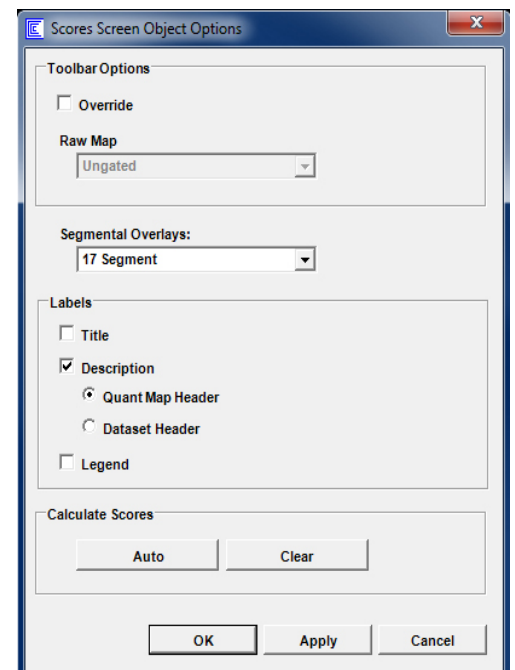 Scores Screen Object Options
Toolbar Options
Override
Raw Map
Ungated
Segmental Overlays:
17 Segment
Labels
Title
Description
Quant Map Header
Dataset Header
Legend
Calculate Scores
Auto Clear
OK Apply Cancel